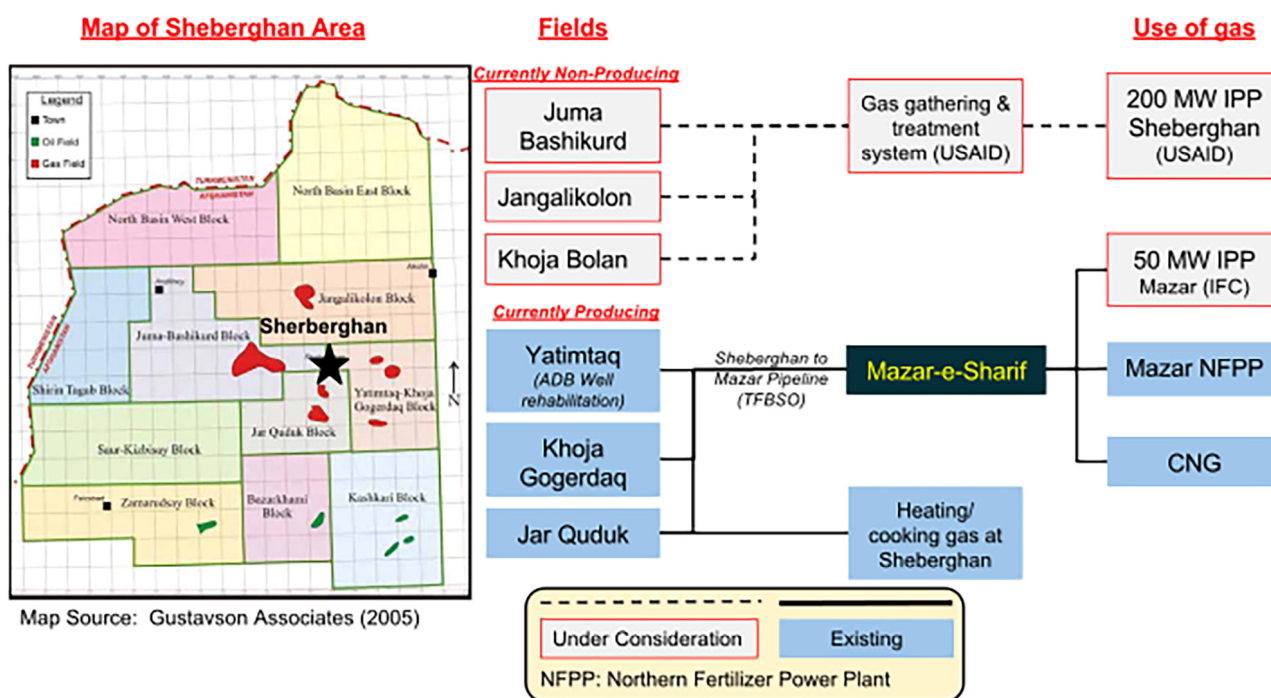 Map of Sheberghan Area
Legend
Town
Oil Field
Gas Field
TURKMENISTAN
AFGHANISTAN
North Basin East Block
North Basin West Block
Jangalikolon Block
Sherberghan
Juma-Bashikurd Block
TURKMENISTAN
AFGHANISTAN
Shirin Tagab Block
Yatimtaq-Khoja
Gogerdaq Block
N
Jar Quduk Block
Zamarudsay Block
Bazarkhami
Block
Kashkari Block
Map Source: Gustavson Associates (2005)
Fields
Currently Non-Producing
Juma
Bashikurd
Jangalikolon
Khoja Bolan
Currently Producing
Yatimtaq
(ADB Well
rehabilitation)
Khoja
Gogerdaq
Jar Quduk
Gas gathering &
treatment
system (USAID)
Sheberghan to
Mazar Pipeline
(TFBSO)
Mazar-e-Sharif
Heating/
cooking gas at
Sheberghan
Use of gas
200 MW IPP
Sheberghan
(USAID)
50 MW IPP
Mazar (IFC)
Mazar NFPP
CNG
Under Consideration
Existing
NFPP: Northern Fertilizer Power Plant